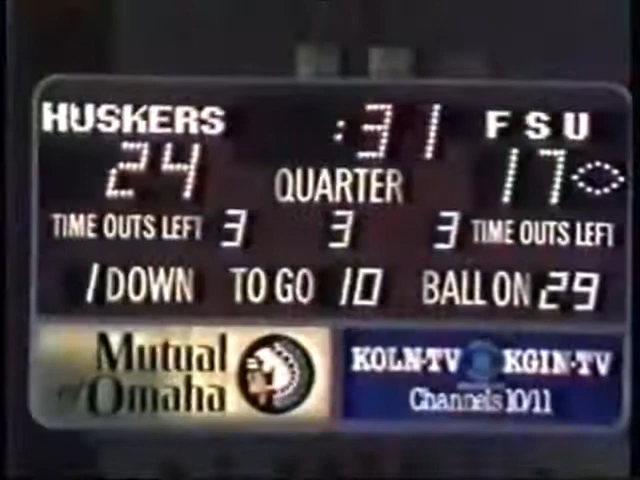 HUSKERS :31 FSU
24 QUARTER 17
TIME OUTS LEFT 3 3 3 TIME OUTS LEFT
1 DOWN TO GO 10 BALL ON 29
Mutual of Omaha
KOLN-TV KGIN-TV
Channels 10/11